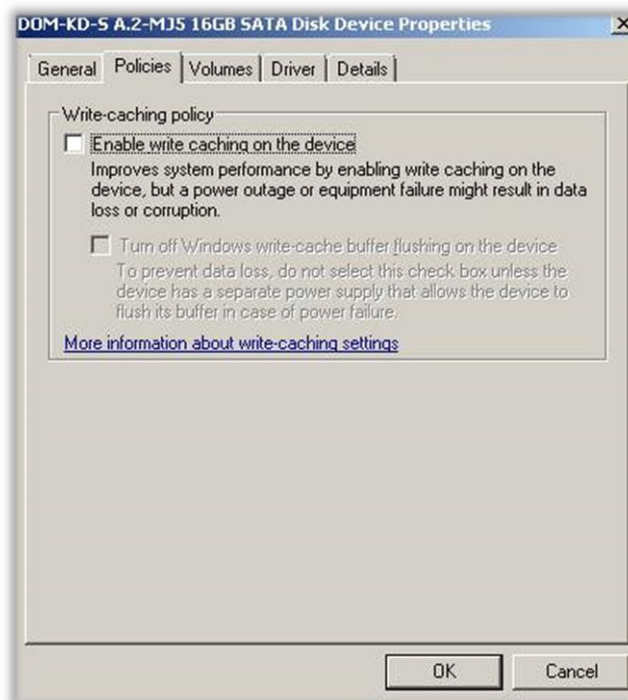 DOM-KD-S A.2-MJ5 16GB SATA Disk Device Properties
General Policies Volumes Driver Details
Write-caching policy
Enable write caching on the device
Improves system performance by enabling write caching on the
device, but a power outage or equipment failure might result in data
loss or corruption.
Turn off Windows write-cache buffer flushing on the device
To prevent data loss, do not select this check box unless the
device has a separate power supply that allows the device to
flush its buffer in case of power failure.
More information about write-caching settings
OK Cancel